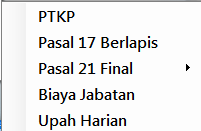 PTKP
Pasal 17 Berlapis
Pasal 21 Final
Biaya Jabatan
Upah Harian